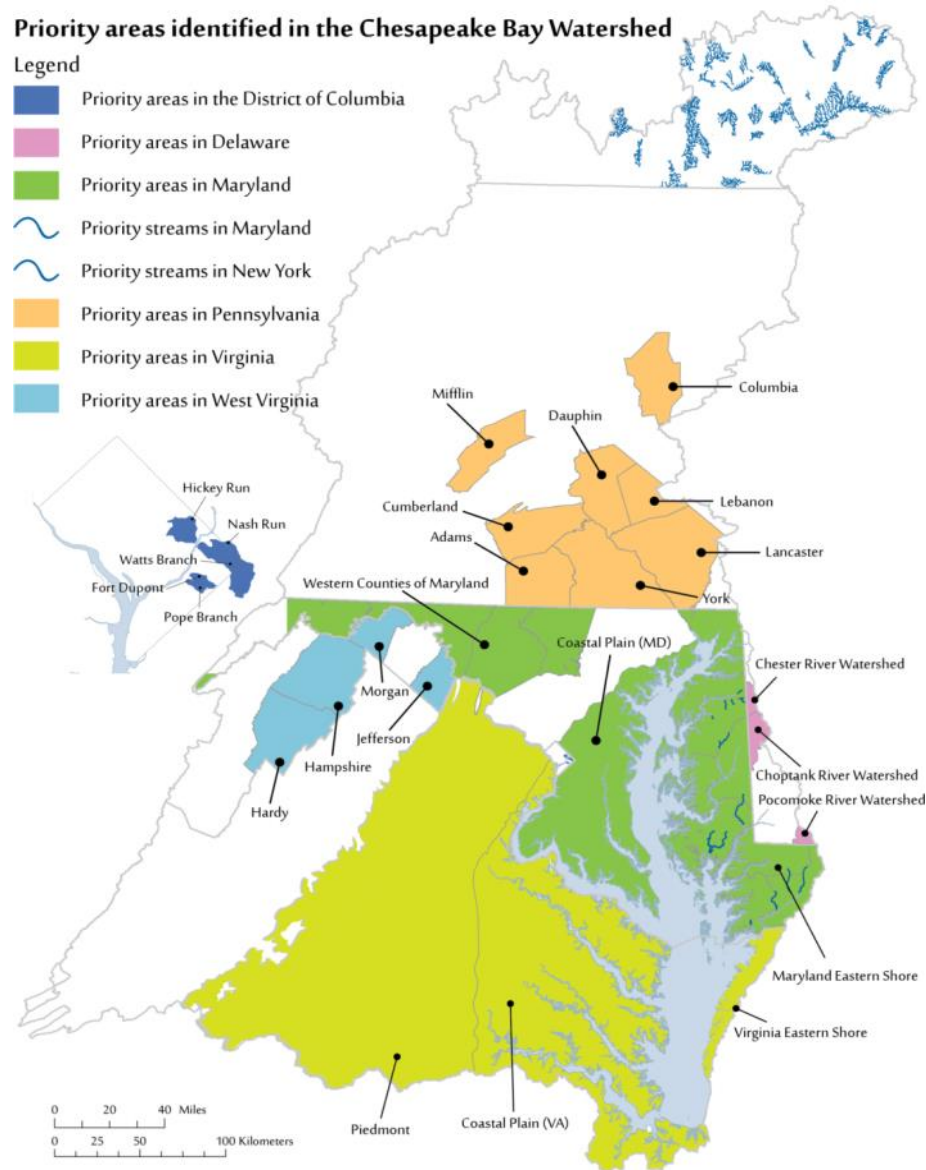 Priority areas identified in the Chesapeake Bay Watershed
Legend
Priority areas in the District of Columbia
Priority areas in Delaware
Priority areas in Maryland
Priority streams in Maryland
Priority streams in New York
Priority areas in Pennsylvania
Priority areas in Virginia
Priority areas in West Virginia
Columbia
Mifflin
Dauphin
Lebanon
Cumberland
Adams
Lancaster
York
Hickey Run
Nash Run
Watts Branch
Fort Dupont
Pope Branch
Western Counties of Maryland
Coastal Plain (MD)
Chester River Watershed
Morgan
Jefferson
Hampshire
Hardy
Choptank River Watershed
Pocomoke River Watershed
Maryland Eastern Shore
Virginia Eastern Shore
Piedmont
Coastal Plain (VA)
0 20 40 Miles
0 25 50 100 Kilometers